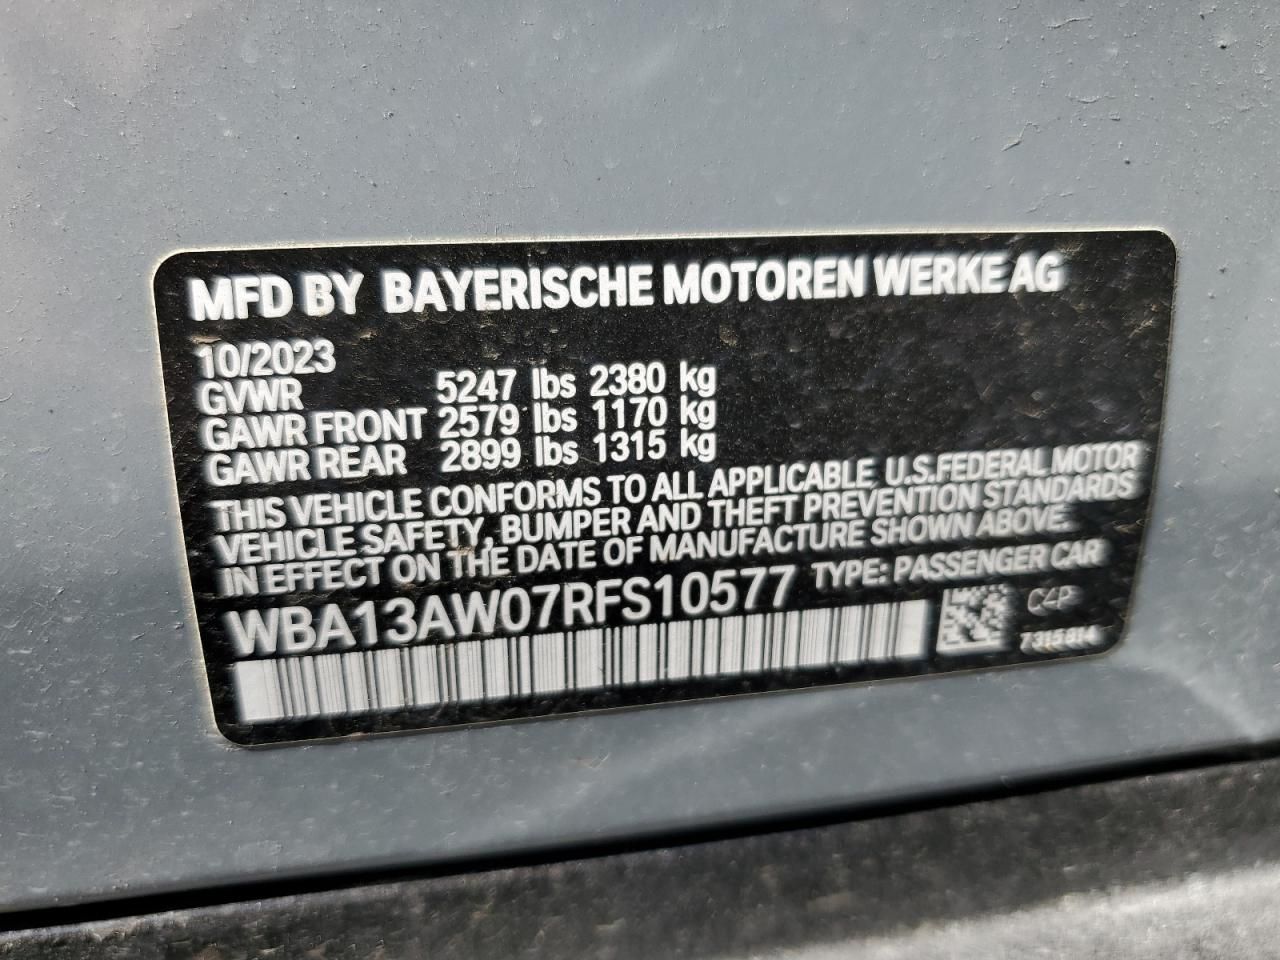 MFD BY BAYERISCHE MOTOREN WERKE AG
10/2023
GVWR 5247 lbs 2380 kg
GAWR FRONT 2579 lbs 1170 kg
GAWR REAR 2899 lbs 1315 kg
THIS VEHICLE CONFORMS TO ALL APPLICABLE U.S.FEDERAL MOTOR
VEHICLE SAFETY, BUMPER AND THEFT PREVENTION STANDARDS
IN EFFECT ON THE DATE OF MANUFACTURE SHOWN ABOVE.
WBA13AW07RFS10577 TYPE: PASSENGER CAR
C4P
7315814